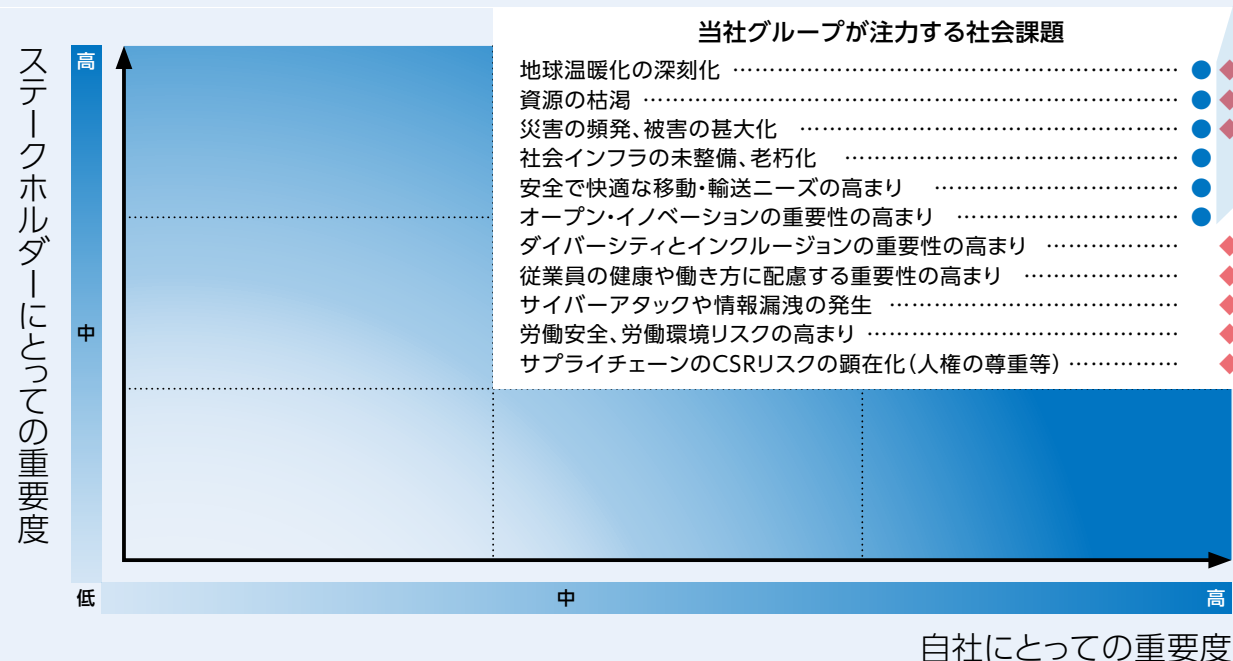 当社グループが注力する社会課題
地球温暖化の深刻化 …………………………………………………… ● ◆
資源の枯渇 ……………………………………………………………… ● ◆
災害の頻発、被害の甚大化 …………………………………………… ● ◆
社会インフラの未整備、老朽化 ……………………………………… ●
安全で快適な移動・輸送ニーズの高まり …………………………… ●
オープン・イノベーションの重要性の高まり ……………………… ●
ダイバーシティとインクルージョンの重要性の高まり ……………… ◆
従業員の健康や働き方に配慮する重要性の高まり ………………… ◆
サイバーアタックや情報漏洩の発生 ………………………………… ◆
労働安全、労働環境リスクの高まり …………………………………… ◆
サプライチェーンのCSRリスクの顕在化(人権の尊重等) …………… ◆
ステークホルダーにとっての重要度
高
中
低
中
高
自社にとっての重要度